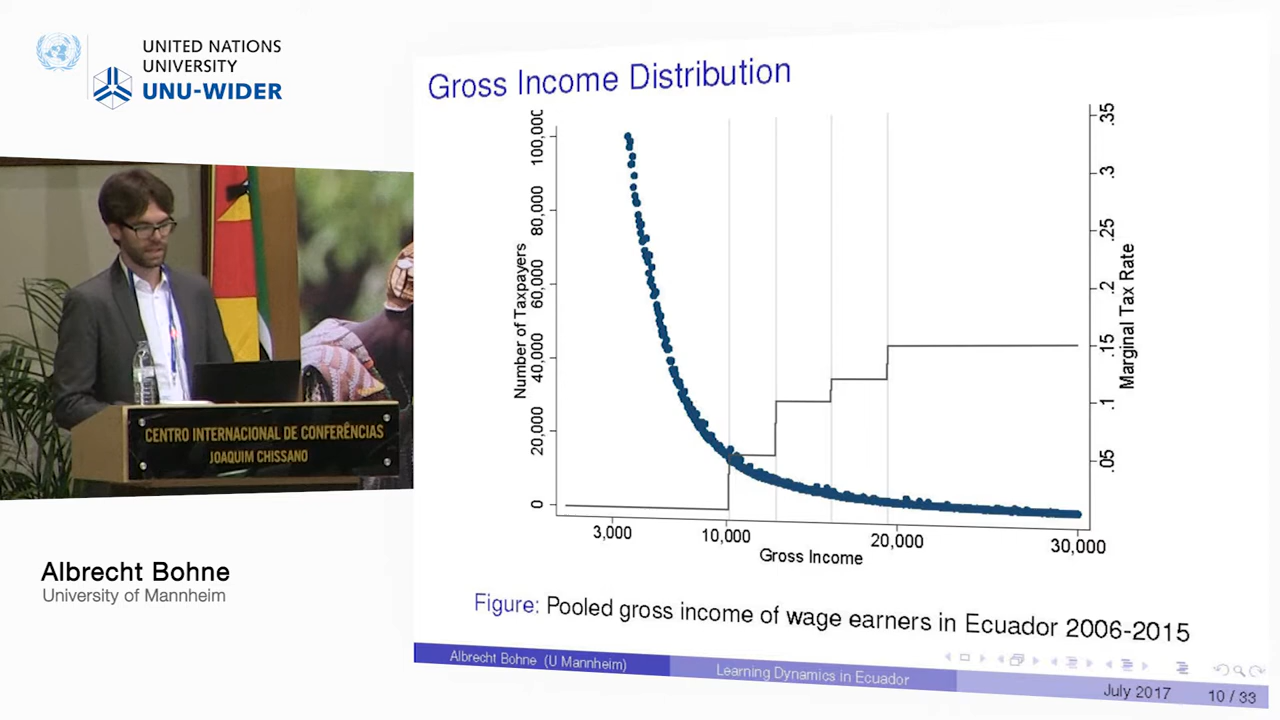 UNITED NATIONS
UNIVERSITY
UNU-WIDER
CENTRO INTERNACIONAL DE CONFERÊNCIAS
JOAQUIM CHISSANO
Albrecht Bohne
University of Mannheim
Gross Income Distribution
Number of Taxpayers
0
20,000
40,000
60,000
80,000
100,000
3,000
10,000
20,000
30,000
Gross Income
Marginal Tax Rate
.05
.1
.15
.2
.25
.3
.35
Figure: Pooled gross income of wage earners in Ecuador 2006-2015
Albrecht Bohne (U Mannheim)
Learning Dynamics in Ecuador
July 2017
10 / 33